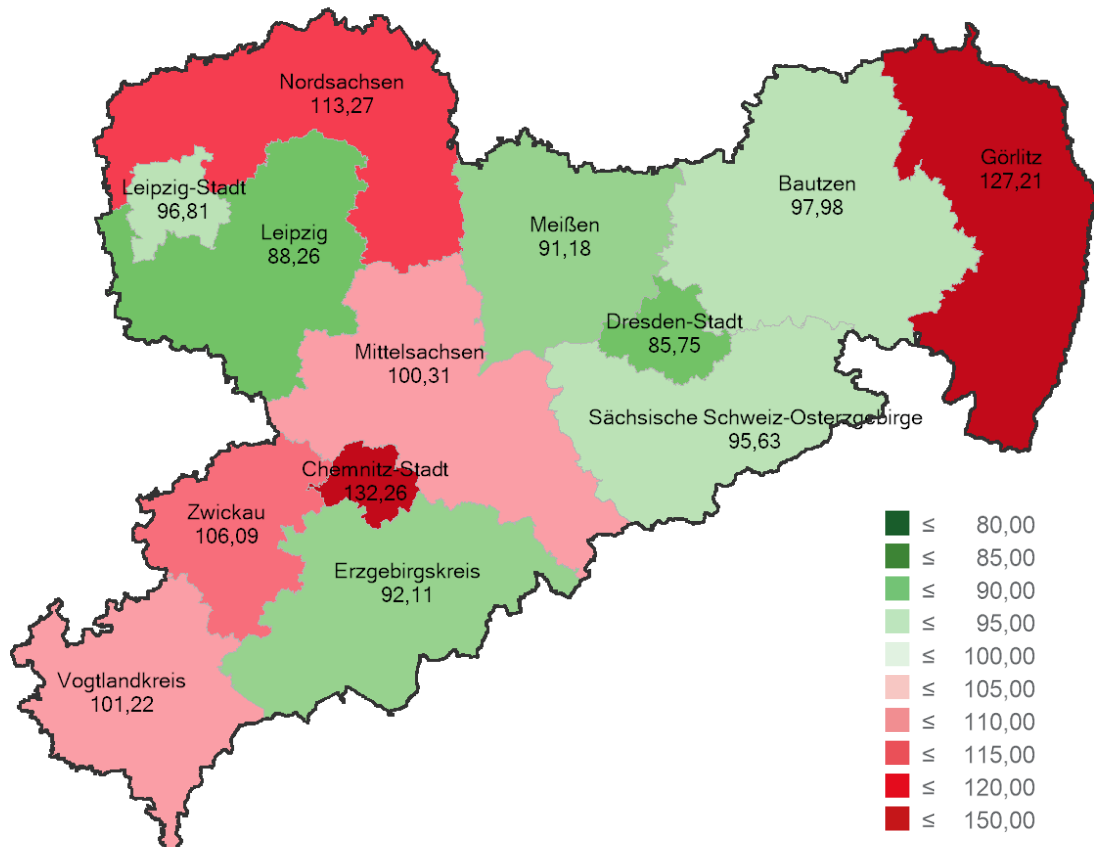 Nordsachsen
113,27
Görlitz
127,21
Leipzig-Stadt
96,81
Bautzen
97,98
Leipzig
88,26
Meißen
91,18
Dresden-Stadt
85,75
Mittelsachsen
100,31
Sächsische Schweiz-Osterzgebirge
95,63
Chemnitz-Stadt
132,26
Zwickau
106,09
Erzgebirgskreis
92,11
Vogtlandkreis
101,22
≤ 80,00
≤ 85,00
≤ 90,00
≤ 95,00
≤ 100,00
≤ 105,00
≤ 110,00
≤ 115,00
≤ 120,00
≤ 150,00